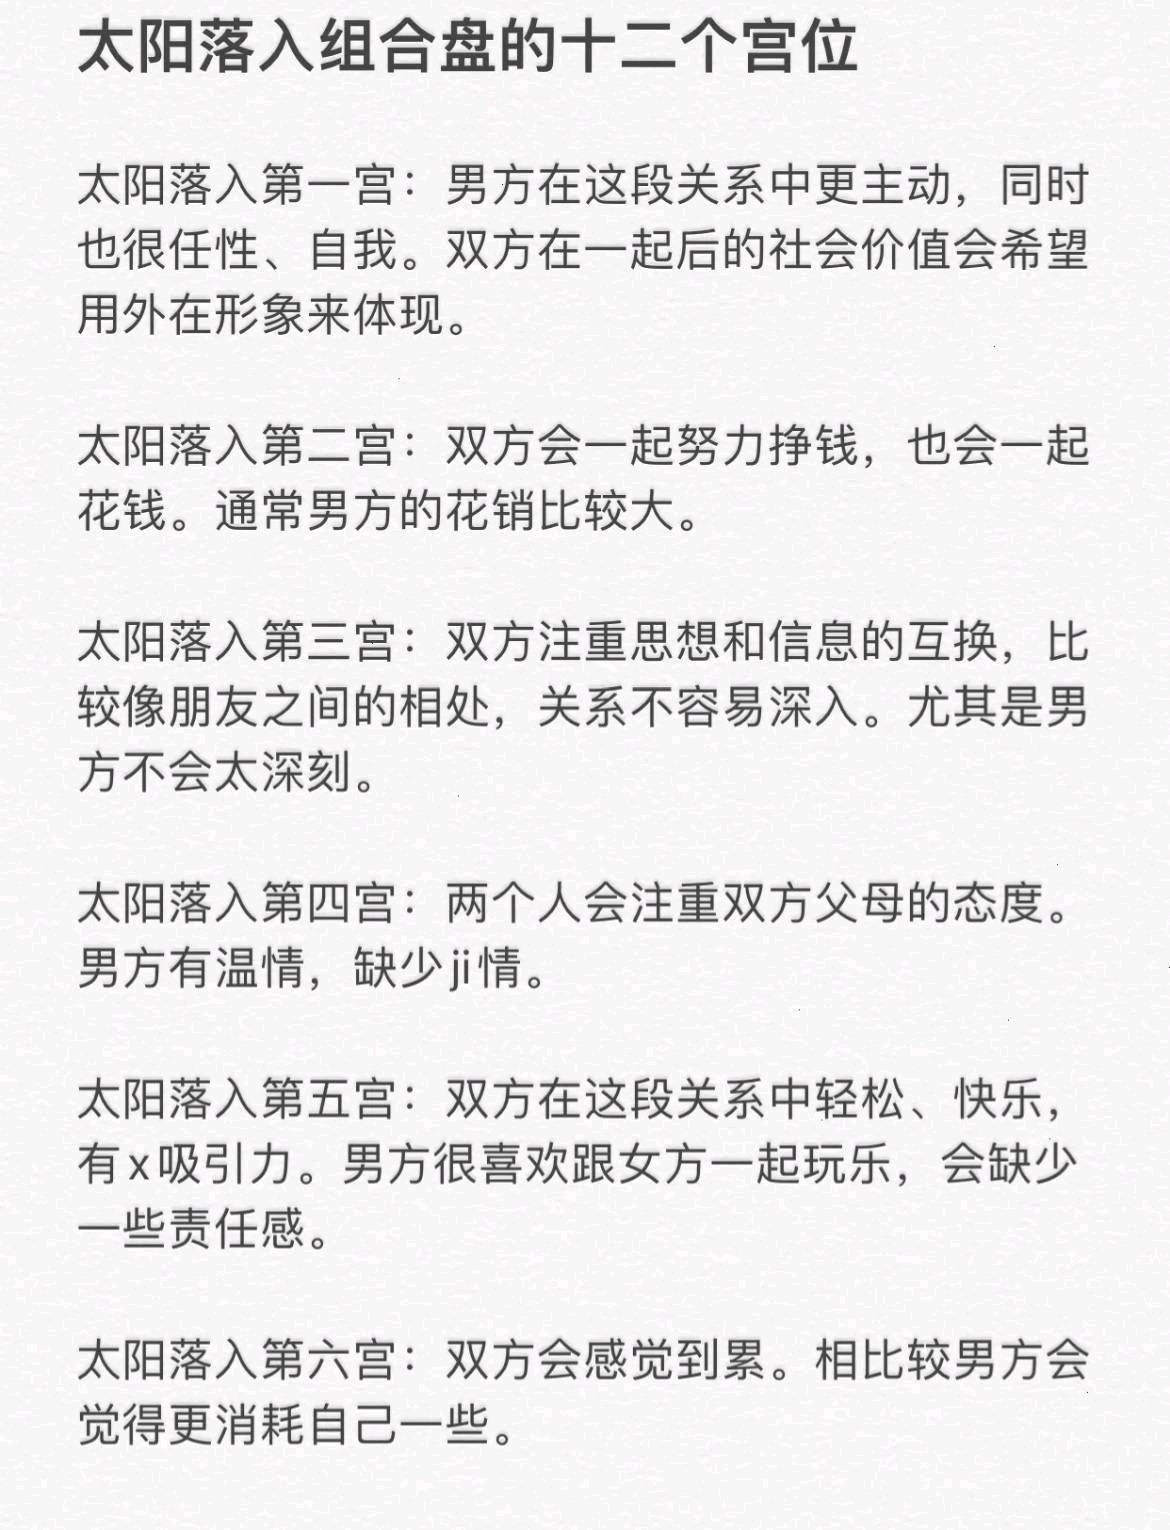 太阳落入组合盘的十二个宫位
太阳落入第一宫：男方在这段关系中更主动，同时
也很任性、自我。双方在一起后的社会价值会希望
用外在形象来体现。
太阳落入第二宫：双方会一起努力挣钱，也会一起
花钱。通常男方的花销比较大。
太阳落入第三宫：双方注重思想和信息的互换，比
较像朋友之间的相处，关系不容易深入。尤其是男
方不会太深刻。
太阳落入第四宫：两个人会注重双方父母的态度。
男方有温情，缺少ji情。
太阳落入第五宫：双方在这段关系中轻松、快乐，
有x吸引力。男方很喜欢跟女方一起玩乐，会缺少
一些责任感。
太阳落入第六宫：双方会感觉到累。相比较男方会
觉得更消耗自己一些。